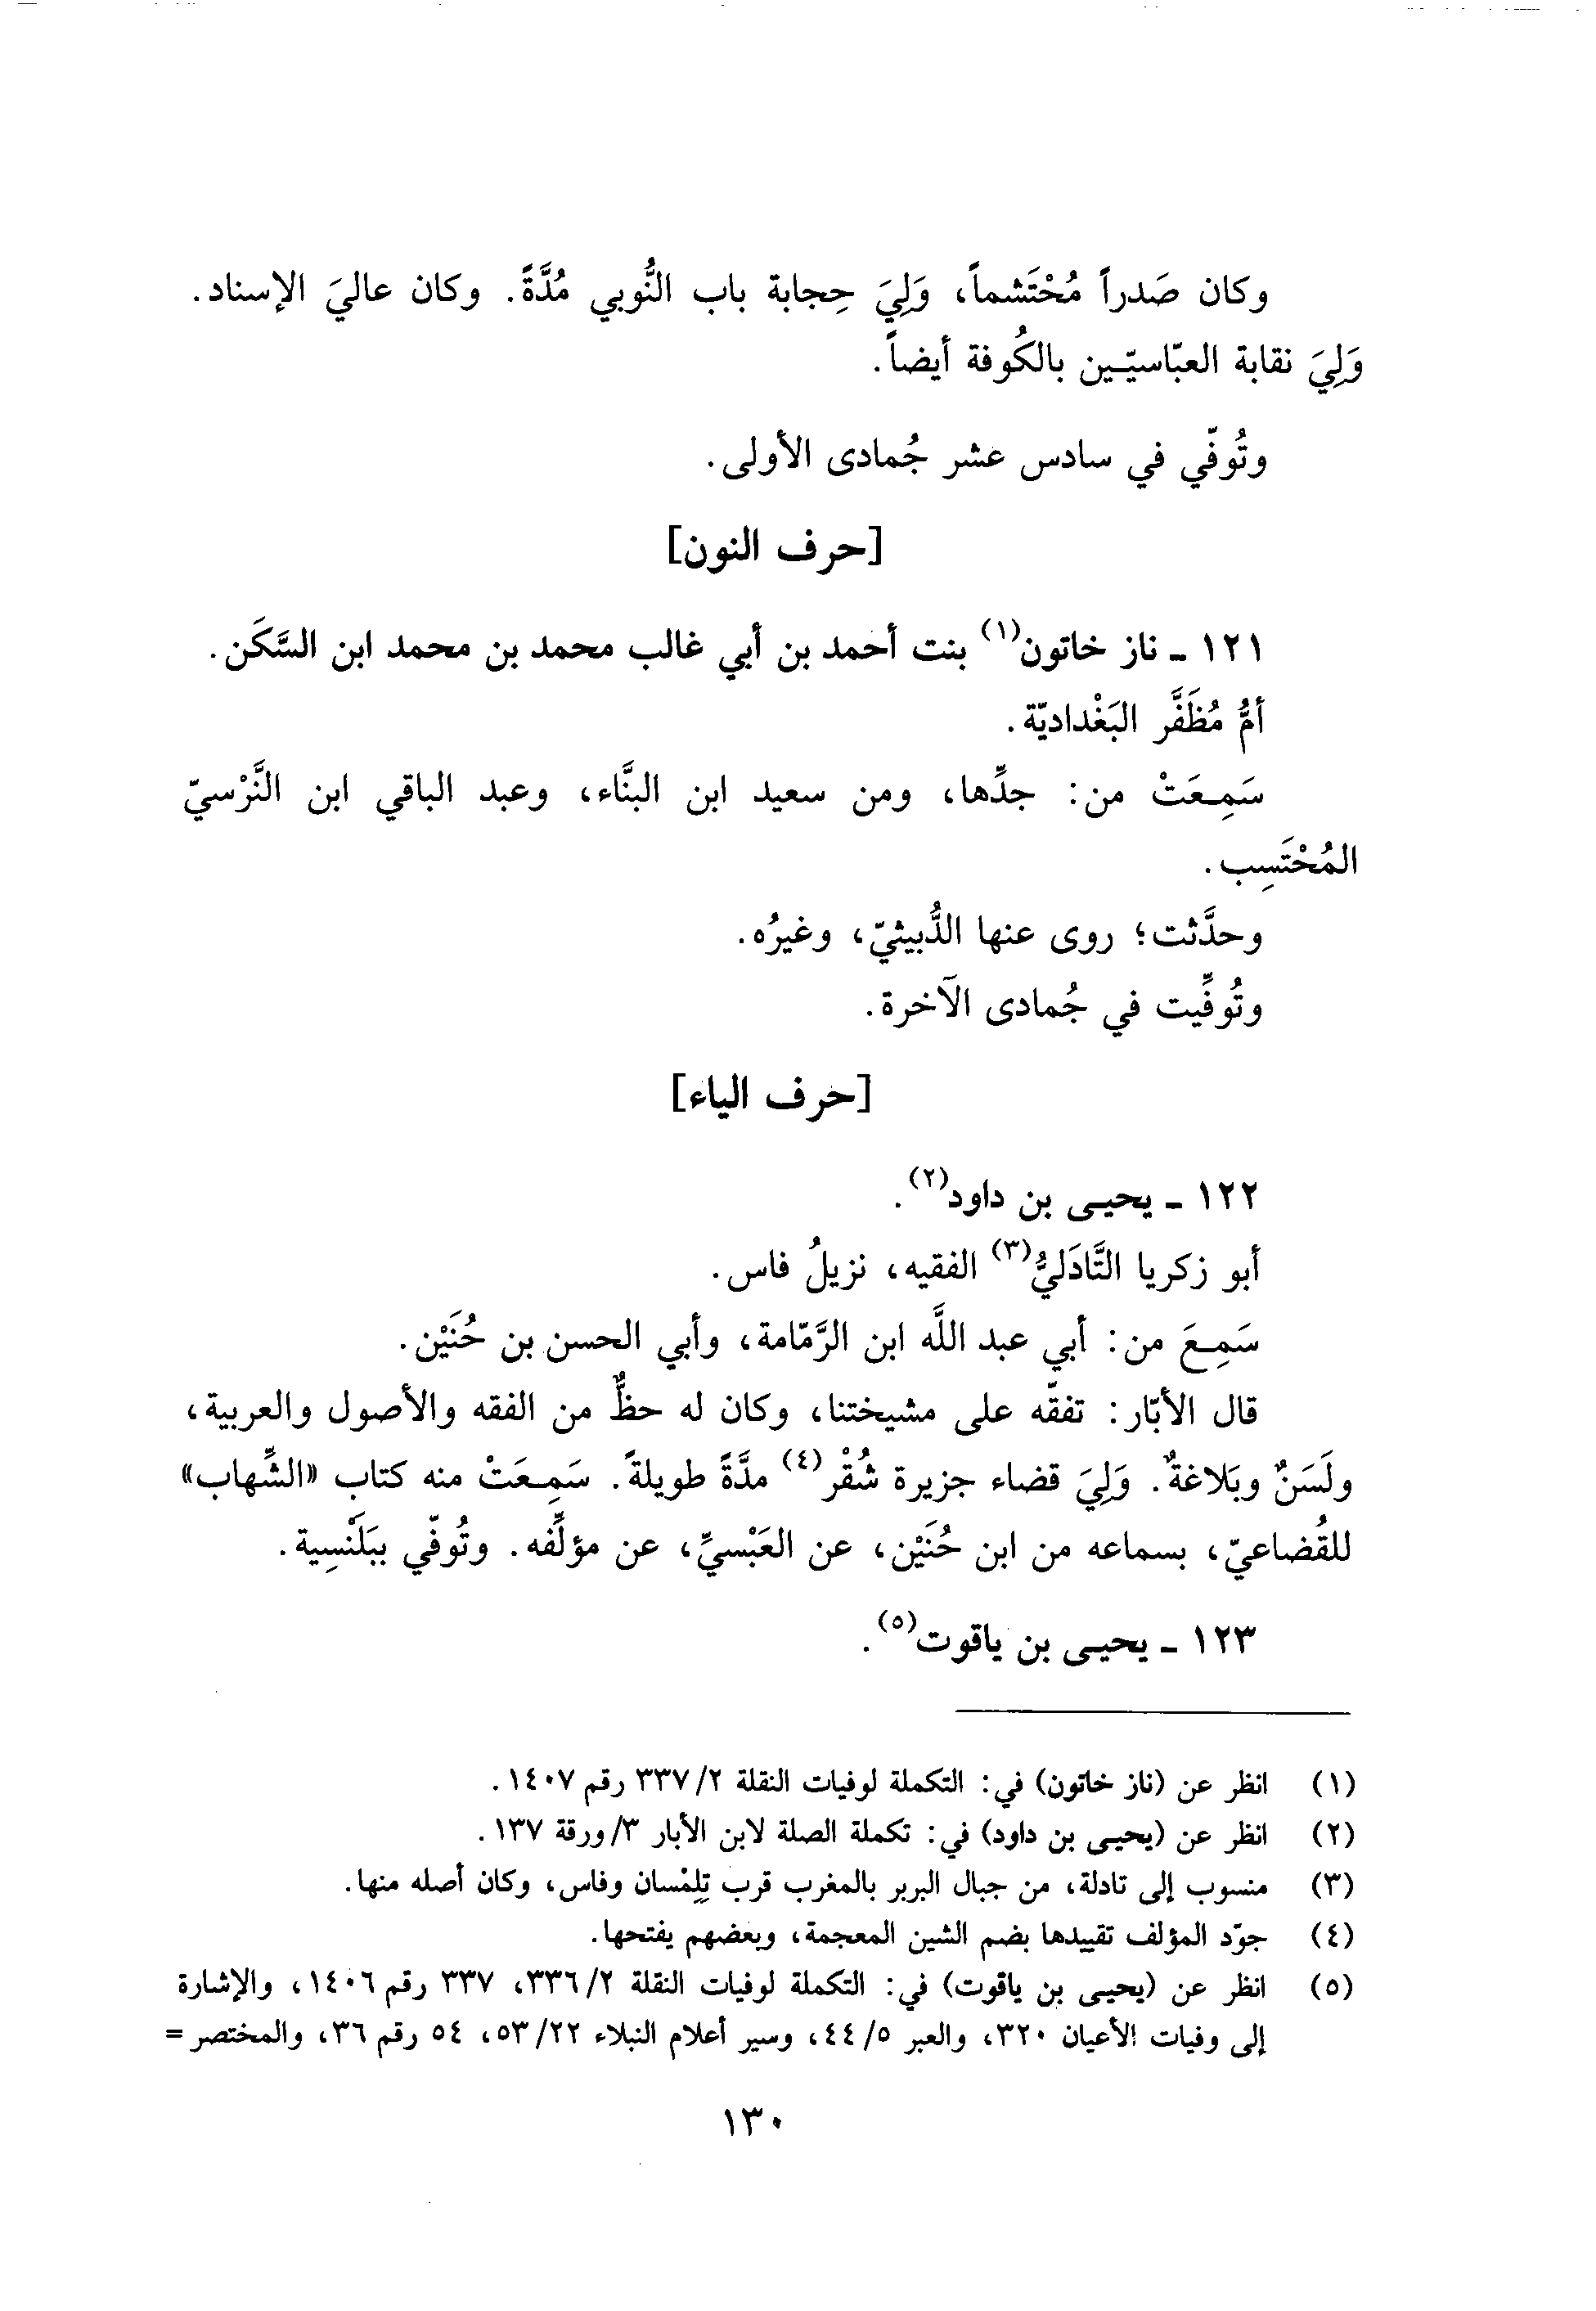 وكان صَدراً مُحْتَشماً، وَلِيَ حِجابة باب النُّوبي مُدَّةً. وكان عاليَ الإسناد.
وَلِيَ نقابة العبّاسيّين بالكُوفة أيضاً.
وتُوفّي في سادس عشر جُمادى الأولى.
[حرف النون]
١٢١ - ناز خاتون(١) بنت أحمد بن أبي غالب محمد بن محمد ابن السَّكَن.
أمُّ مُظَفَّر البَغْداديّة.
سَمِعَتْ من: جدِّها، ومن سعيد ابن البنَّاء، وعبد الباقي ابن النَّرْسيّ
المُحْتَسِب.
وحدَّثت؛ روى عنها الدُّبيثيّ، وغيرُه.
وتُوفِّيت في جُمادى الآخرة.
[حرف الياء]
١٢٢ - يحيى بن داود(٢).
أبو زكريا التَّادَليُّ(٣) الفقيه، نزيلُ فاس.
سَمِعَ من: أبي عبد اللَّه ابن الرَّمّامة، وأبي الحسن بن حُنَيْن.
قال الأبّار: تفقّه على مشيختنا، وكان له حظٌّ من الفقه والأصول والعربية،
ولَسَنٌ وبَلاغةٌ. وَلِيَ قضاء جزيرة شُقْر(٤) مدَّةً طويلةً. سَمِعَتْ منه كتاب «الشِّهاب»
للقُضاعيّ، بسماعه من ابن حُنَيْن، عن العَبْسيِّ، عن مؤلِّفه. وتُوفّي ببَلَنْسِية.
١٢٣ - يحيى بن ياقوت(٥).
(١) انظر عن (ناز خاتون) في: التكملة لوفيات النقلة ٢/ ٣٣٧ رقم ١٤٠٧.
(٢) انظر عن (يحيى بن داود) في: تكملة الصلة لابن الأبار ٣/ ورقة ١٣٧.
(٣) منسوب إلى تادلة، من جبال البربر بالمغرب قرب تِلِمْسان وفاس، وكان أصله منها.
(٤) جوّد المؤلف تقييدها بضم الشين المعجمة، وبعضهم يفتحها.
(٥) انظر عن (يحيى بن ياقوت) في: التكملة لوفيات النقلة ٢/ ٣٣٦، ٣٣٧ رقم ١٤٠٦، والإشارة
إلى وفيات الأعيان ٣٢٠، والعبر ٥/ ٤٤، وسير أعلام النبلاء ٢٢/ ٥٣، ٥٤ رقم ٣٦، والمختصر =
١٣٠